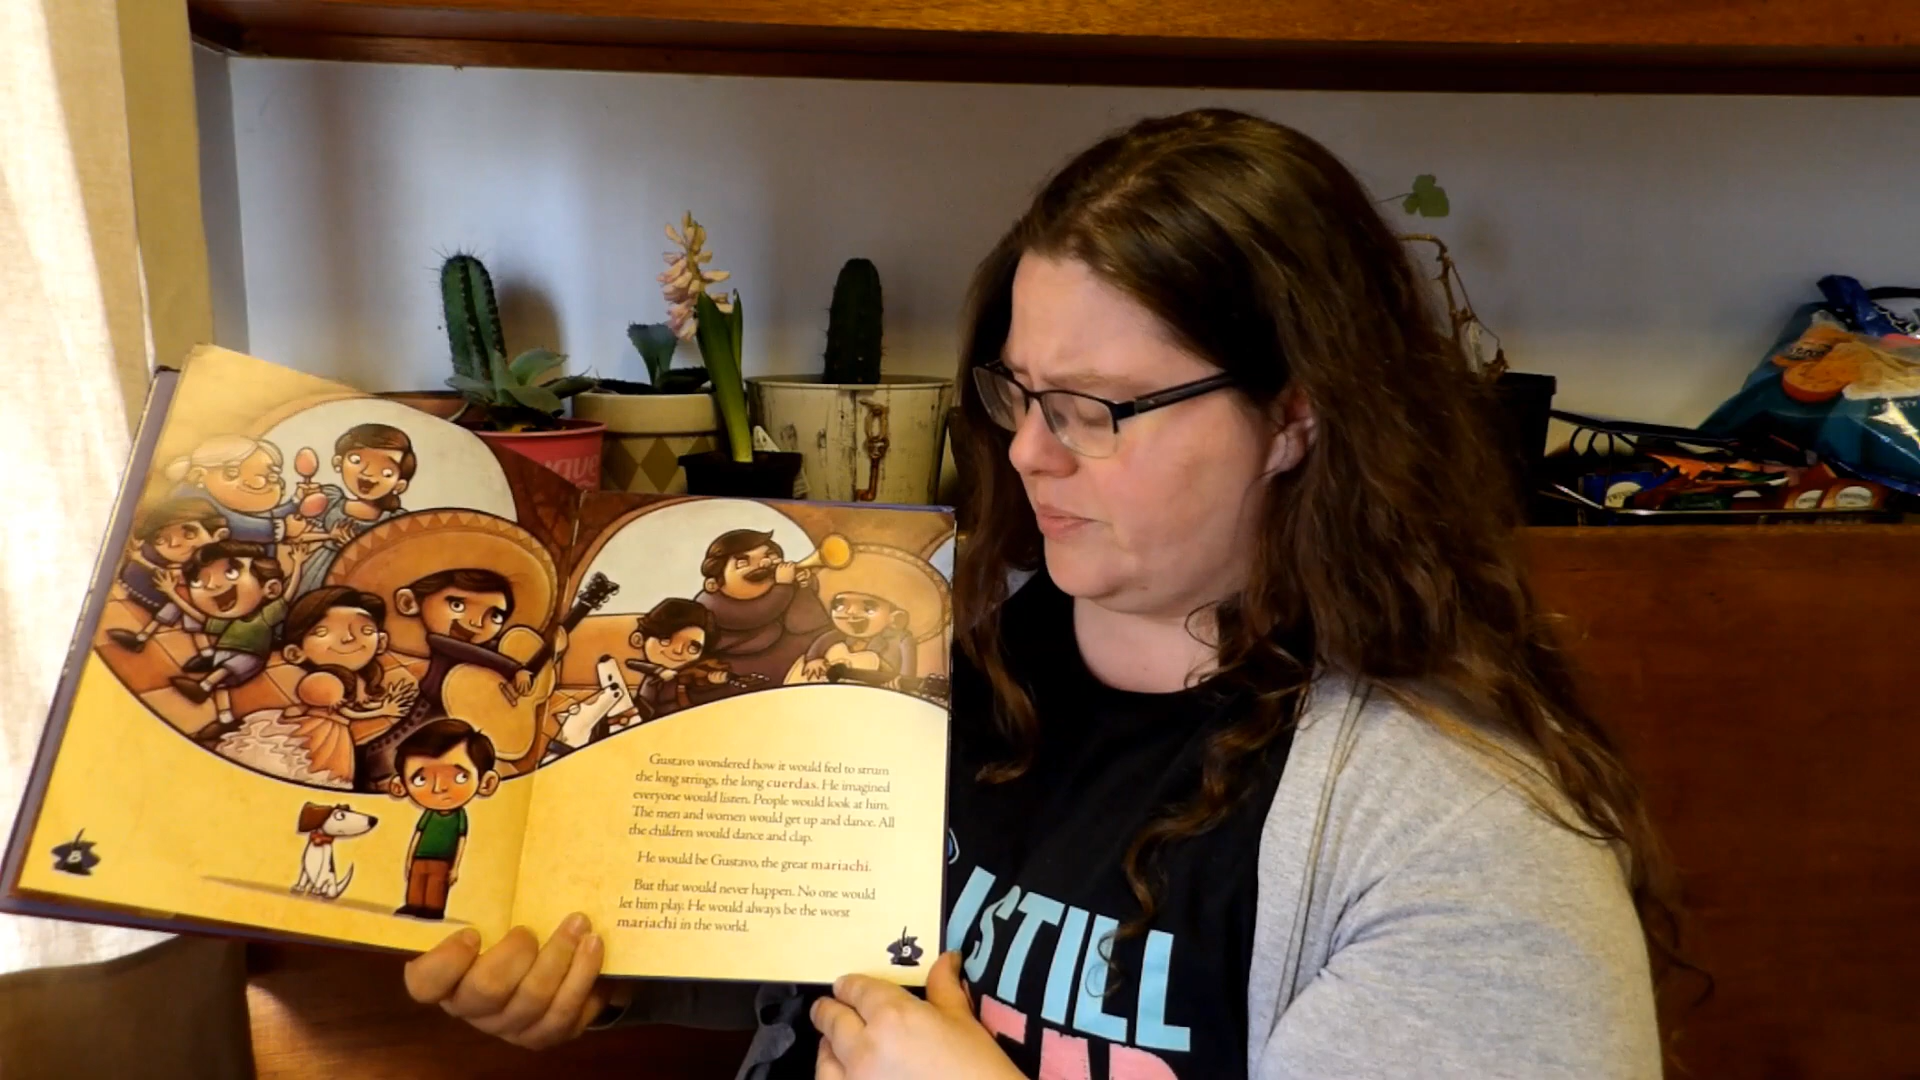 Gustavo wondered how it would feel to strum
the long strings, the long cuerdas. He imagined
everyone would listen. People would look at him.
The men and women would get up and dance. All
the children would dance and clap.
He would be Gustavo, the great mariachi.
But that would never happen. No one would
let him play. He would always be the worst
mariachi in the world.
8
9
STILL